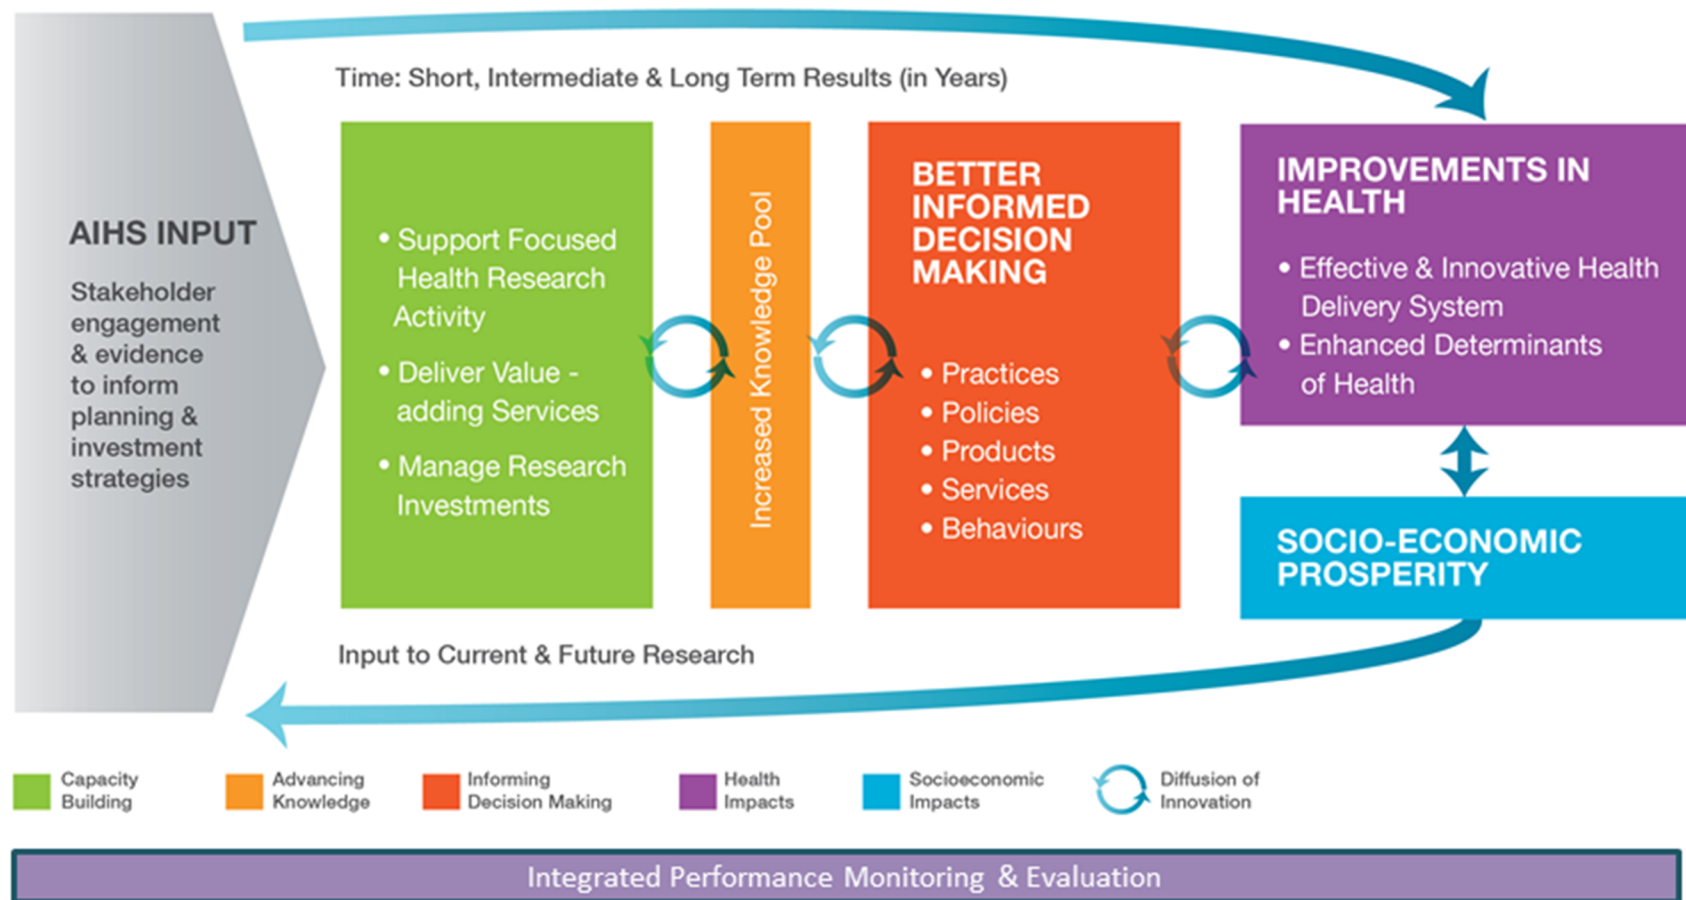 Time: Short, Intermediate & Long Term Results (in Years)
AIHS INPUT
Stakeholder
engagement
& evidence
to inform
planning &
investment
strategies
• Support Focused
Health Research
Activity
• Deliver Value -
adding Services
• Manage Research
Investments
Increased Knowledge Pool
BETTER
INFORMED
DECISION
MAKING
• Practices
• Policies
• Products
• Services
• Behaviours
IMPROVEMENTS IN
HEALTH
• Effective & Innovative Health
Delivery System
• Enhanced Determinants
of Health
SOCIO-ECONOMIC
PROSPERITY
Input to Current & Future Research
Capacity
Building
Advancing
Knowledge
Informing
Decision Making
Health
Impacts
Socioeconomic
Impacts
Diffusion of
Innovation
Integrated Performance Monitoring & Evaluation